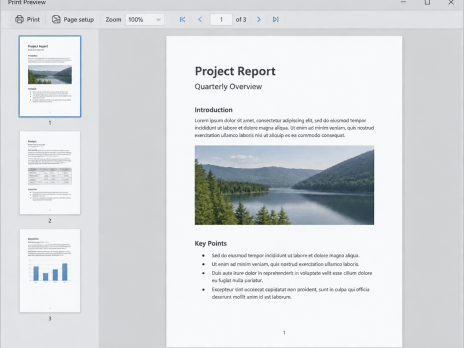 Print Preview
Print
Page setup
Zoom
100%
1
of 3
Project Report
1
2
3
Project Report
Quarterly Overview
Introduction
Lorem ipsum dolor sit amet, consectetur adipiscing elit, sed do eiusmod tempor
incididunt ut labore et dolore magna aliqua. Ut enim ad minim veniam, quis nostrud
exercitation ullamco laboris nisi ut aliquip ex ea commodo consequat.
Key Points
• Sed do eiusmod tempor incididunt ut labore et dolore magna aliqua.
• Ut enim ad minim veniam, quis nostrud exercitation ullamco laboris.
• Duis aute irure dolor in reprehenderit in voluptate velit esse cillum dolore
eu fugiat nulla pariatur.
• Excepteur sint occaecat cupidatat non proident, sunt in culpa qui officia
deserunt mollit anim id est laborum.
1